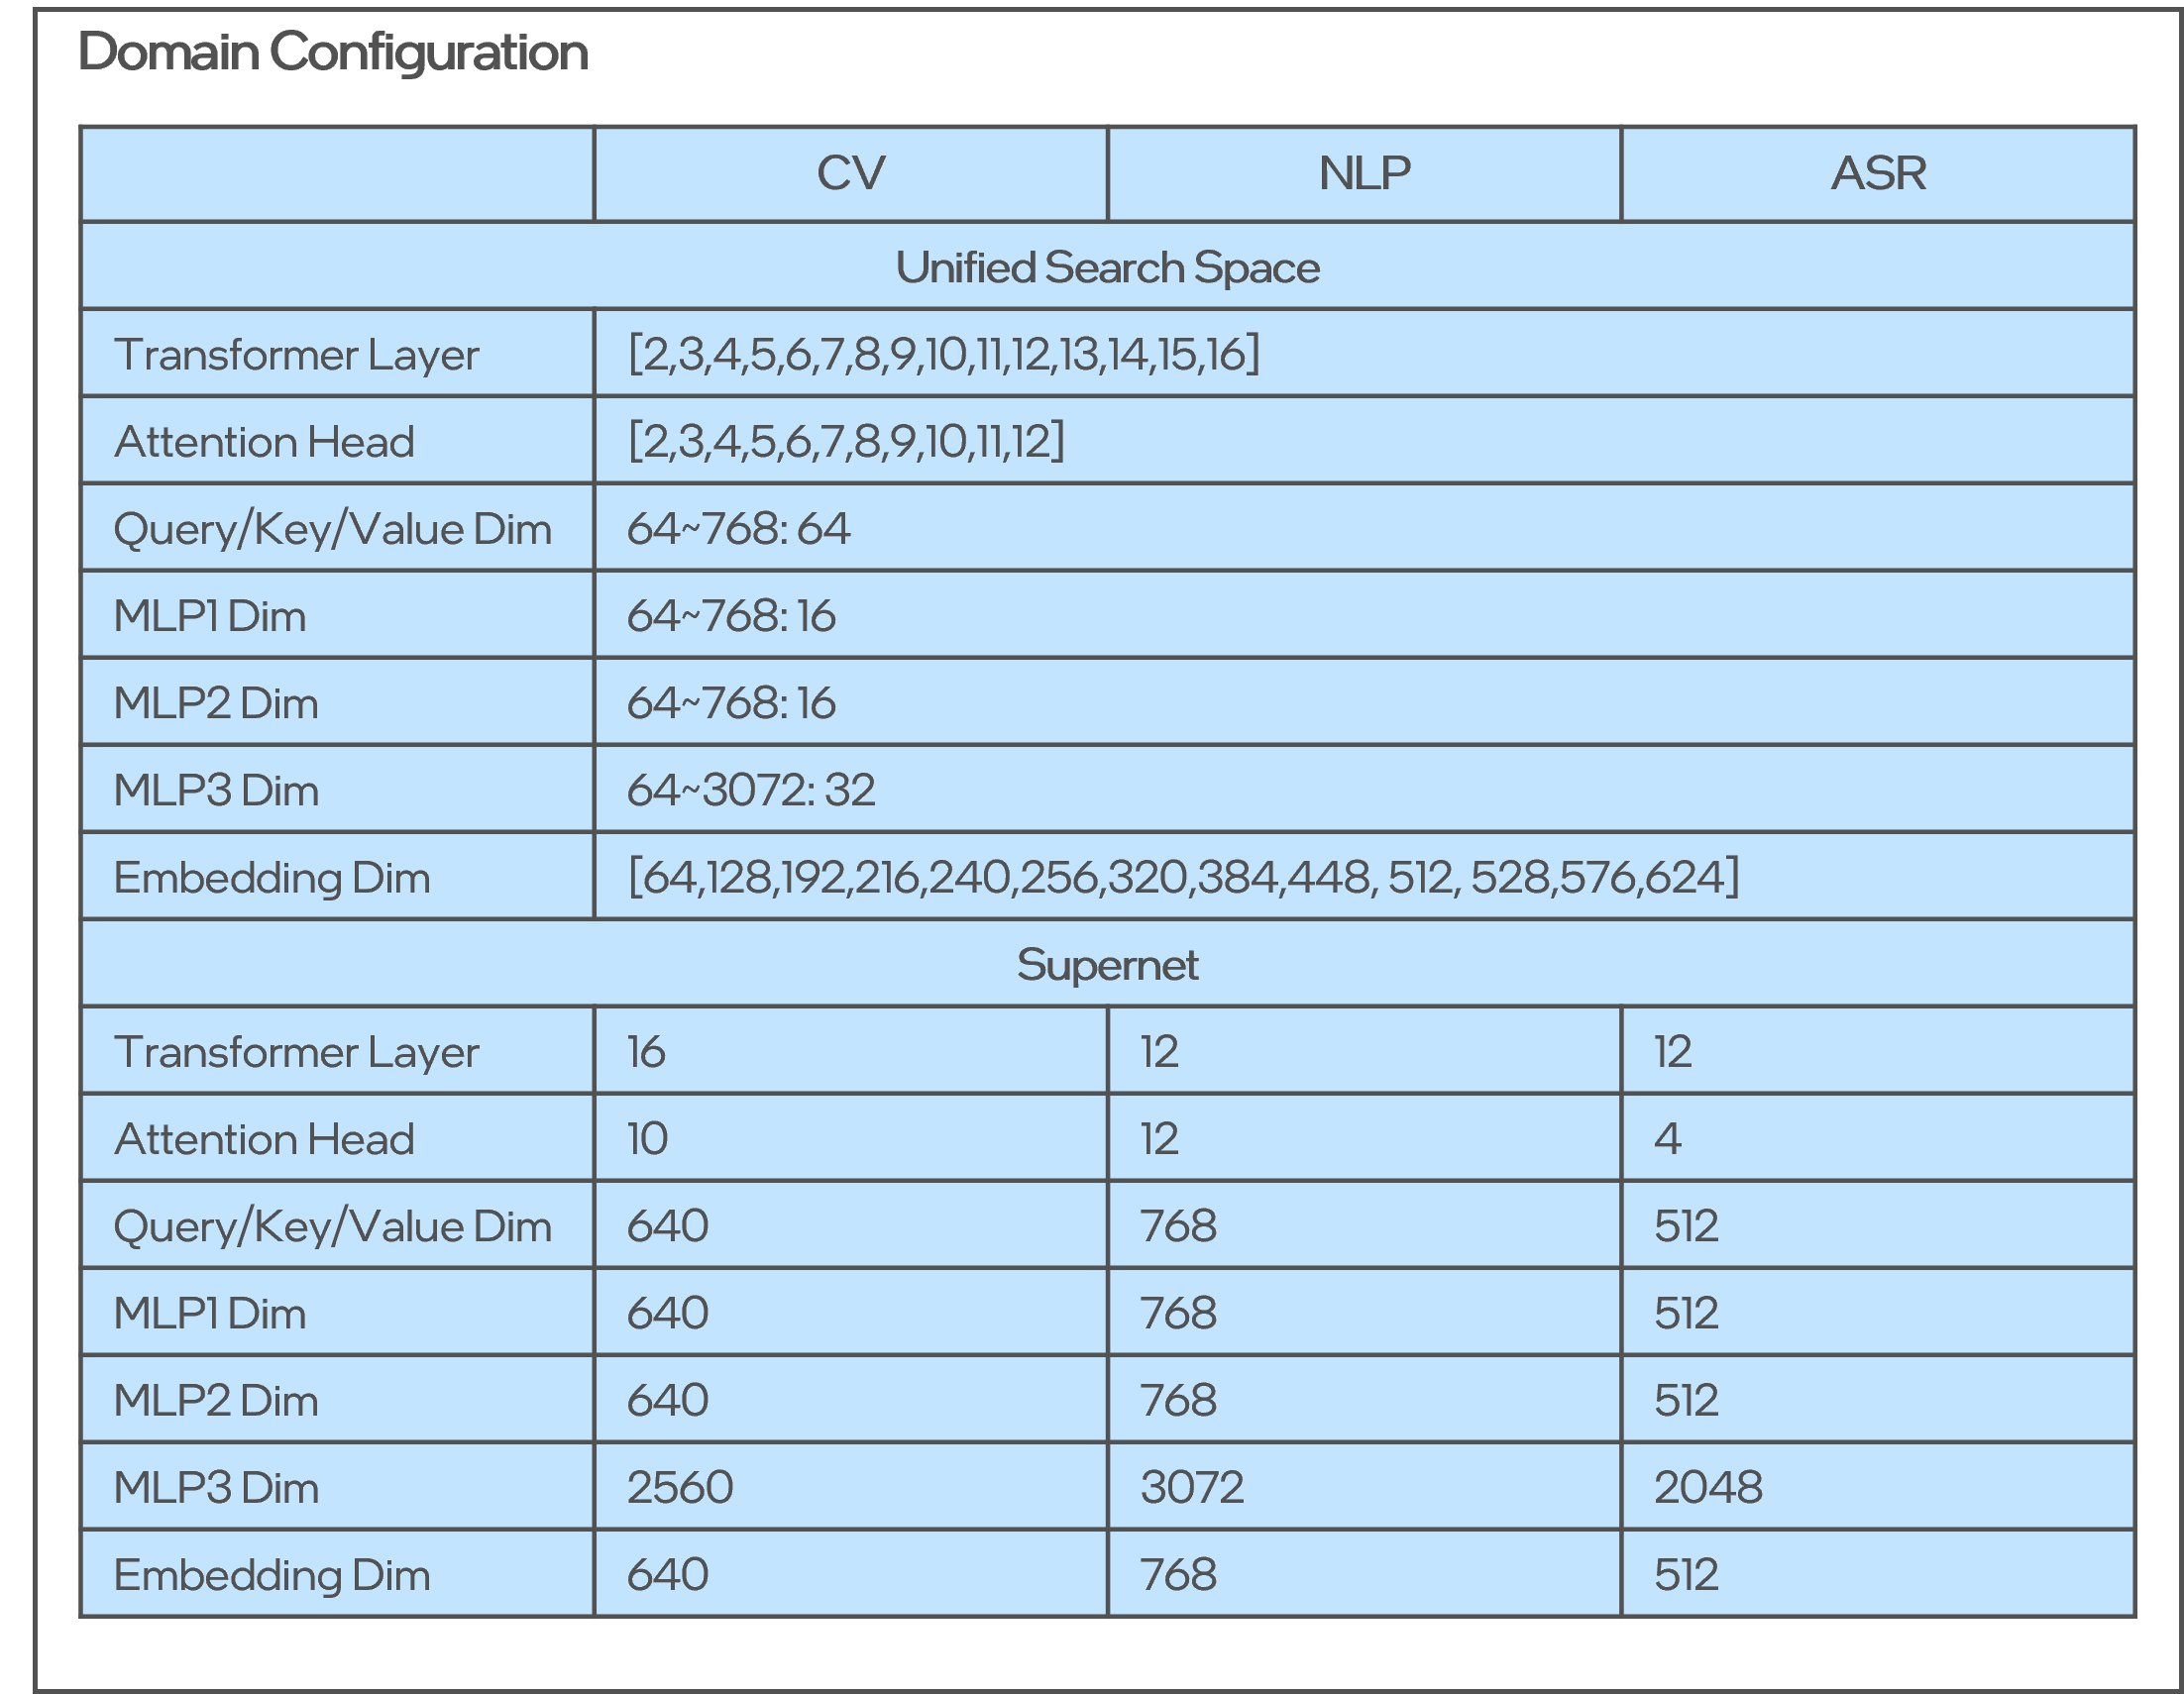 Domain Configuration
CV NLP ASR
Unified Search Space
Transformer Layer [2,3,4,5,6,7,8,9,10,11,12,13,14,15,16]
Attention Head [2,3,4,5,6,7,8,9,10,11,12]
Query/Key/Value Dim 64~768: 64
MLP1 Dim 64~768: 16
MLP2 Dim 64~768: 16
MLP3 Dim 64~3072: 32
Embedding Dim [64,128,192,216,240,256,320,384,448, 512, 528,576,624]
Supernet
Transformer Layer 16 12 12
Attention Head 10 12 4
Query/Key/Value Dim 640 768 512
MLP1 Dim 640 768 512
MLP2 Dim 640 768 512
MLP3 Dim 2560 3072 2048
Embedding Dim 640 768 512